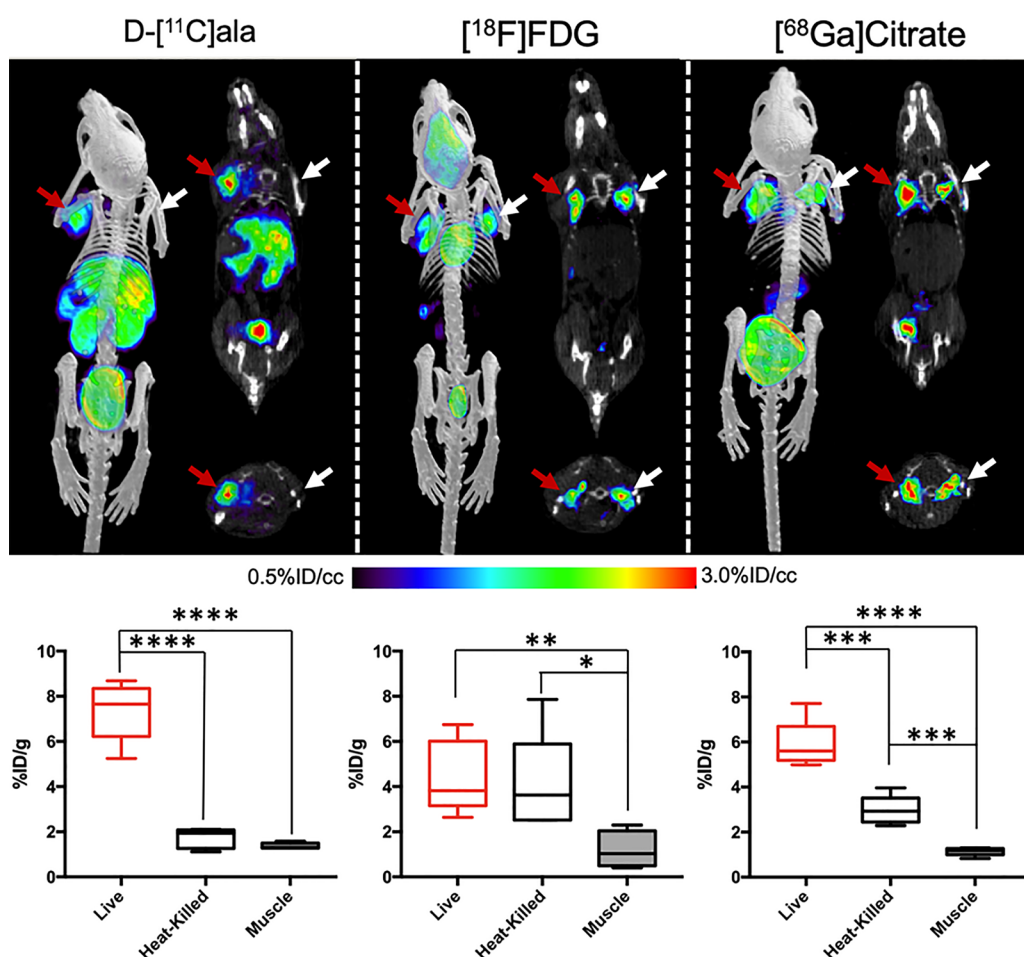 D-[¹¹C]ala
[¹⁸F]FDG
[⁶⁸Ga]Citrate
0.5%ID/cc
3.0%ID/cc
****
****
%ID/g
10
8
6
4
2
0
Live
Heat-Killed
Muscle
**
*
%ID/g
10
8
6
4
2
0
Live
Heat-Killed
Muscle
****
***
***
%ID/g
10
8
6
4
2
0
Live
Heat-Killed
Muscle